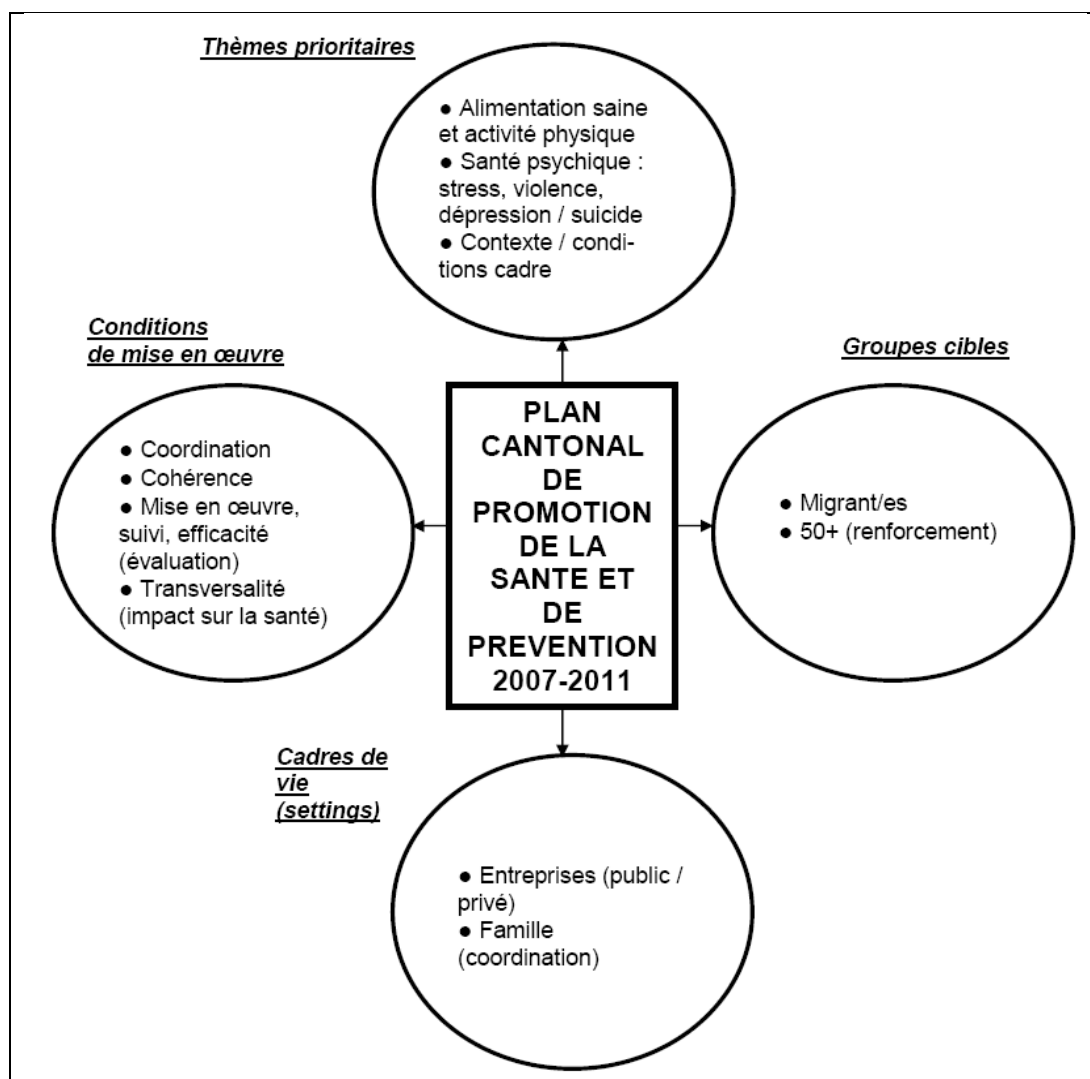 Thèmes prioritaires
● Alimentation saine
et activité physique
● Santé psychique :
stress, violence,
dépression / suicide
● Contexte / condi-
tions cadre
Conditions
de mise en œuvre
● Coordination
● Cohérence
● Mise en œuvre,
suivi, efficacité
(évaluation)
● Transversalité
(impact sur la santé)
PLAN
CANTONAL
DE
PROMOTION
DE LA
SANTE ET
DE
PREVENTION
2007-2011
Groupes cibles
● Migrant/es
● 50+ (renforcement)
Cadres de
vie
(settings)
● Entreprises (public /
privé)
● Famille
(coordination)